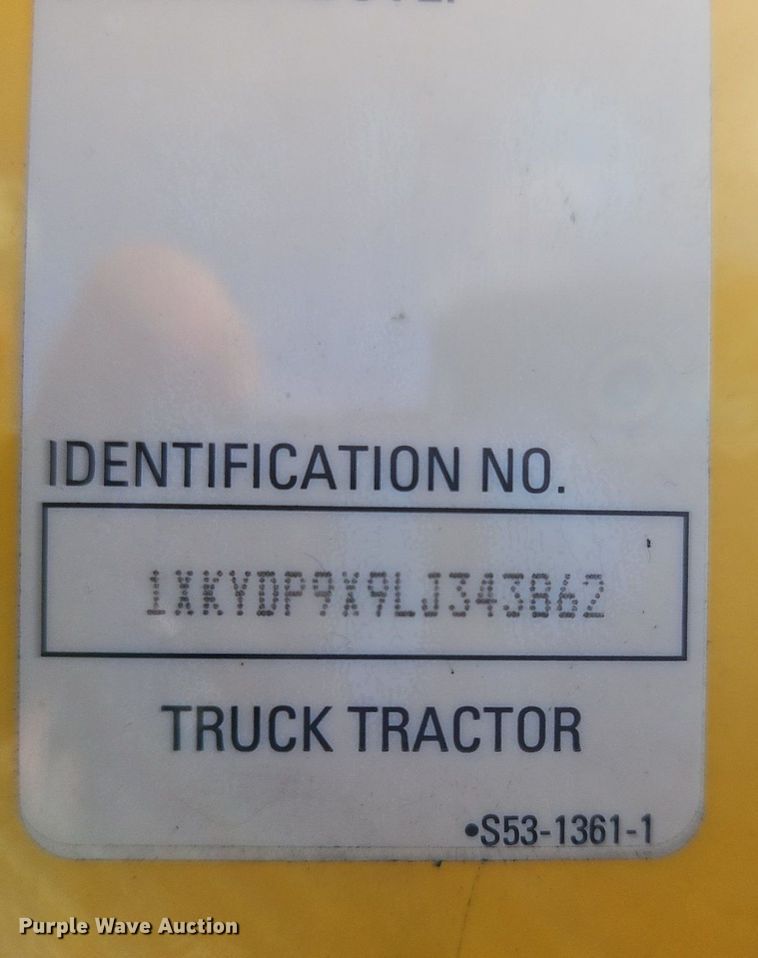 IDENTIFICATION NO.
1XKYDP9X9LJ343862
TRUCK TRACTOR
•S53-1361-1
Purple Wave Auction